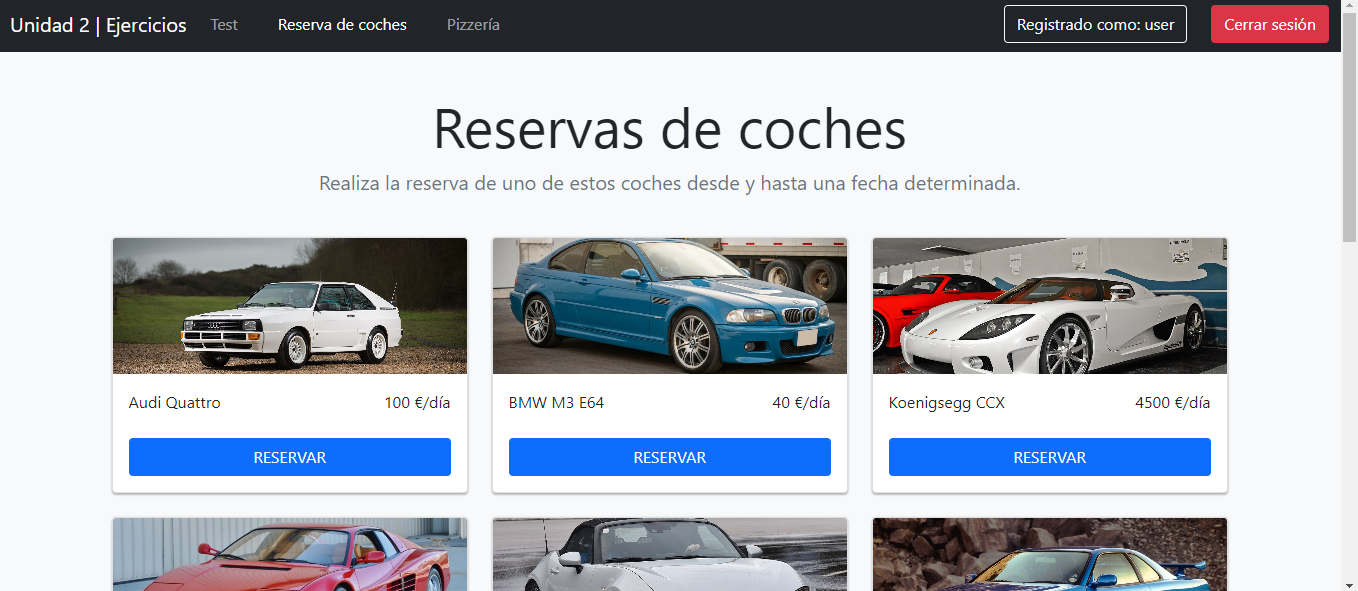 Unidad 2 | Ejercicios Test Reserva de coches Pizzería Registrado como: user Cerrar sesión
Reservas de coches
Realiza la reserva de uno de estos coches desde y hasta una fecha determinada.
Audi Quattro 100 €/día
BMW M3 E64 40 €/día
Koenigsegg CCX 4500 €/día
RESERVAR
RESERVAR
RESERVAR